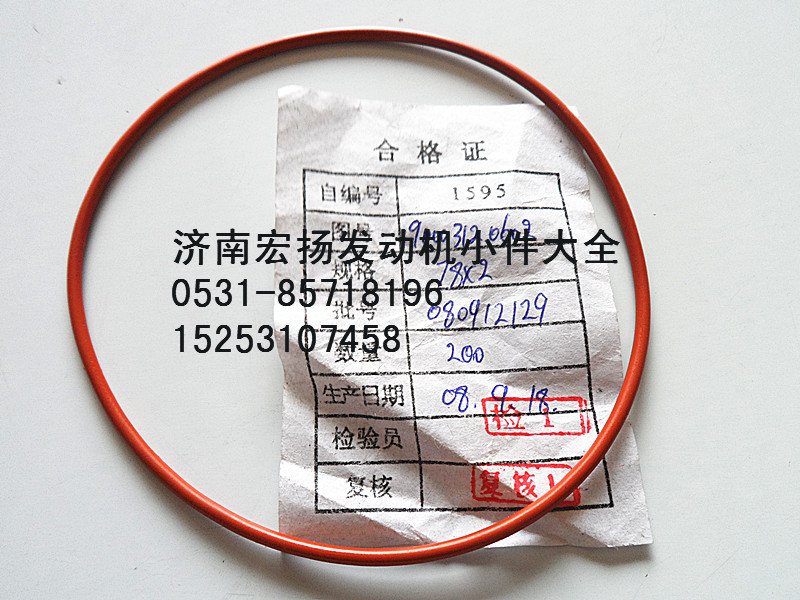 合格证
自编号 1595
图号
济南宏扬发动机小件大全
规格 78x2
0531-85718196
批号 080912129
15253107458
数量 200
生产日期 08.9.18.
检验员 检1
复核 复核1